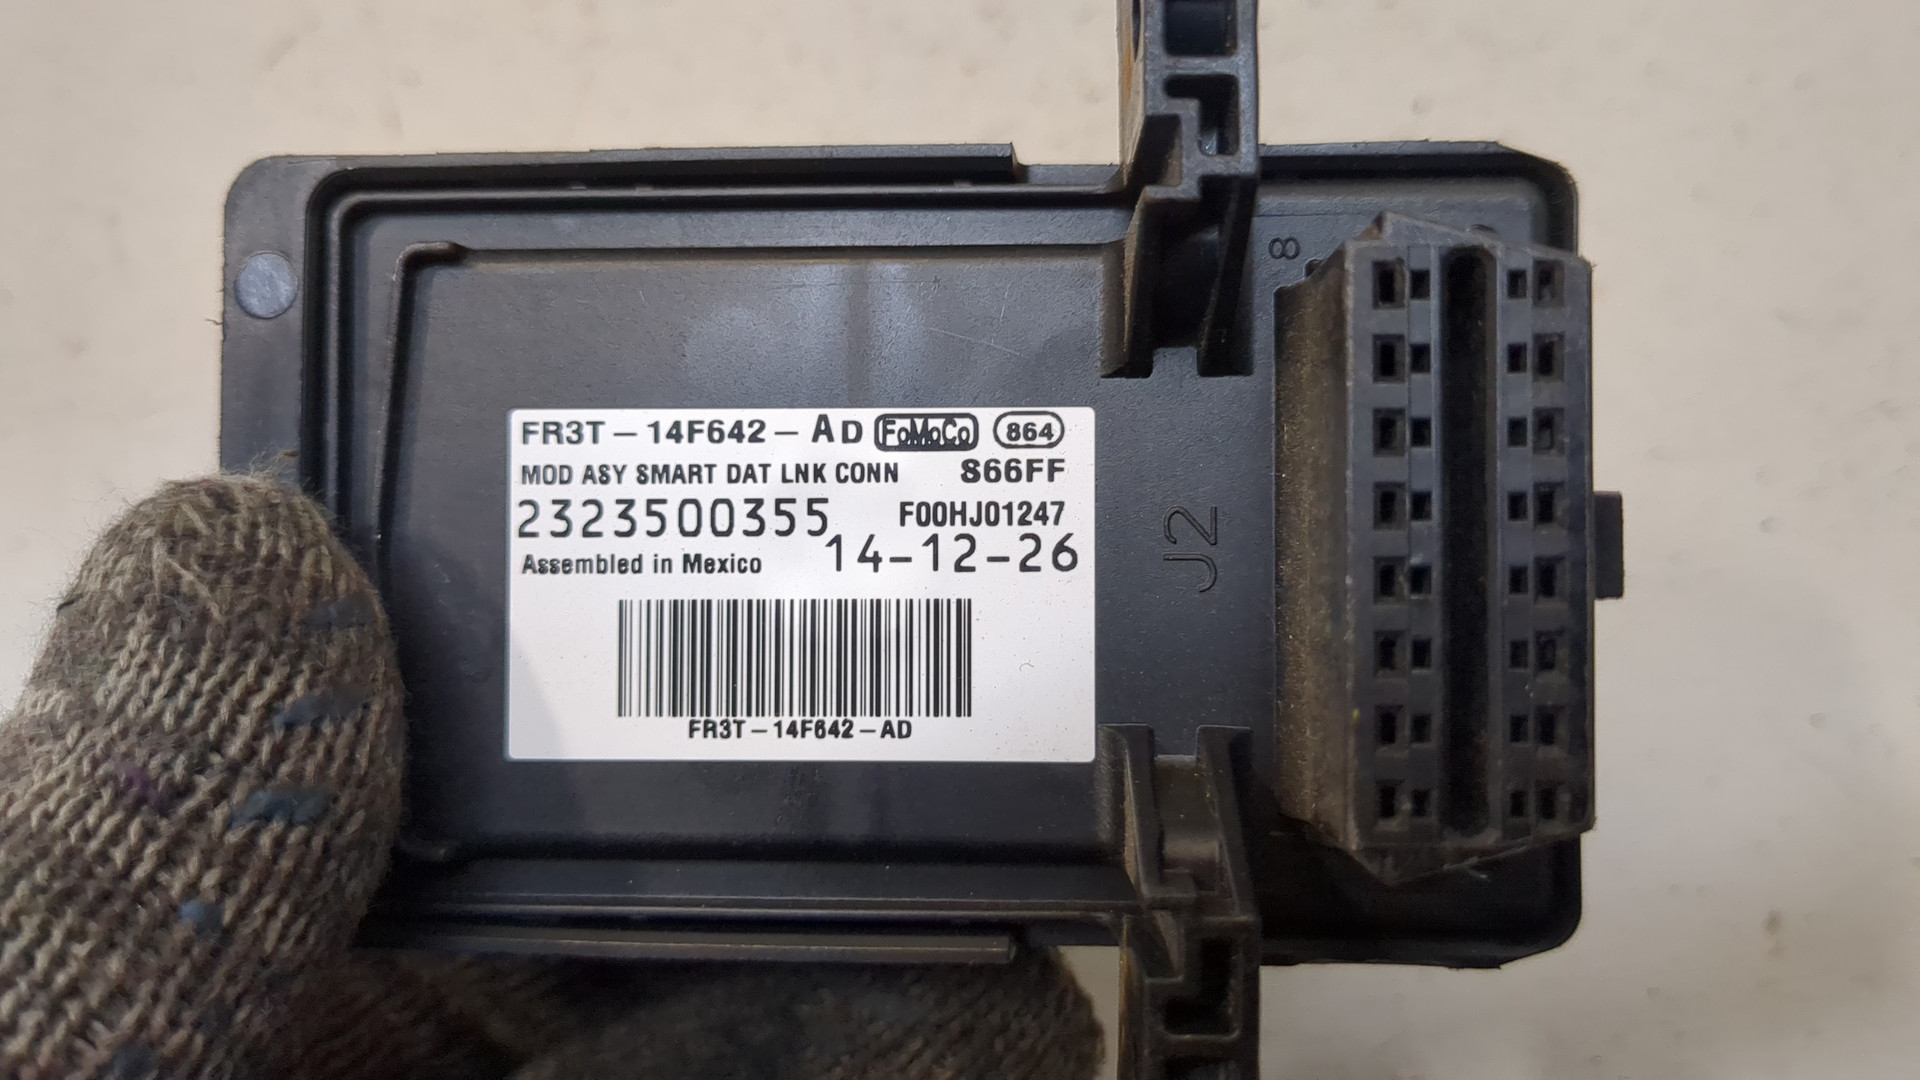 8
FR3T-14F642-AD FoMoCo 864
MOD ASY SMART DAT LNK CONN 866FF
2323500355 F00HJ01247
Assembled in Mexico 14-12-26
FR3T-14F642-AD
J2